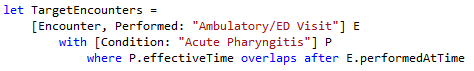 let TargetEncounters =
[Encounter, Performed: "Ambulatory/ED Visit"] E
with [Condition: "Acute Pharyngitis"] P
where P.effectiveTime overlaps after E.performedAtTime